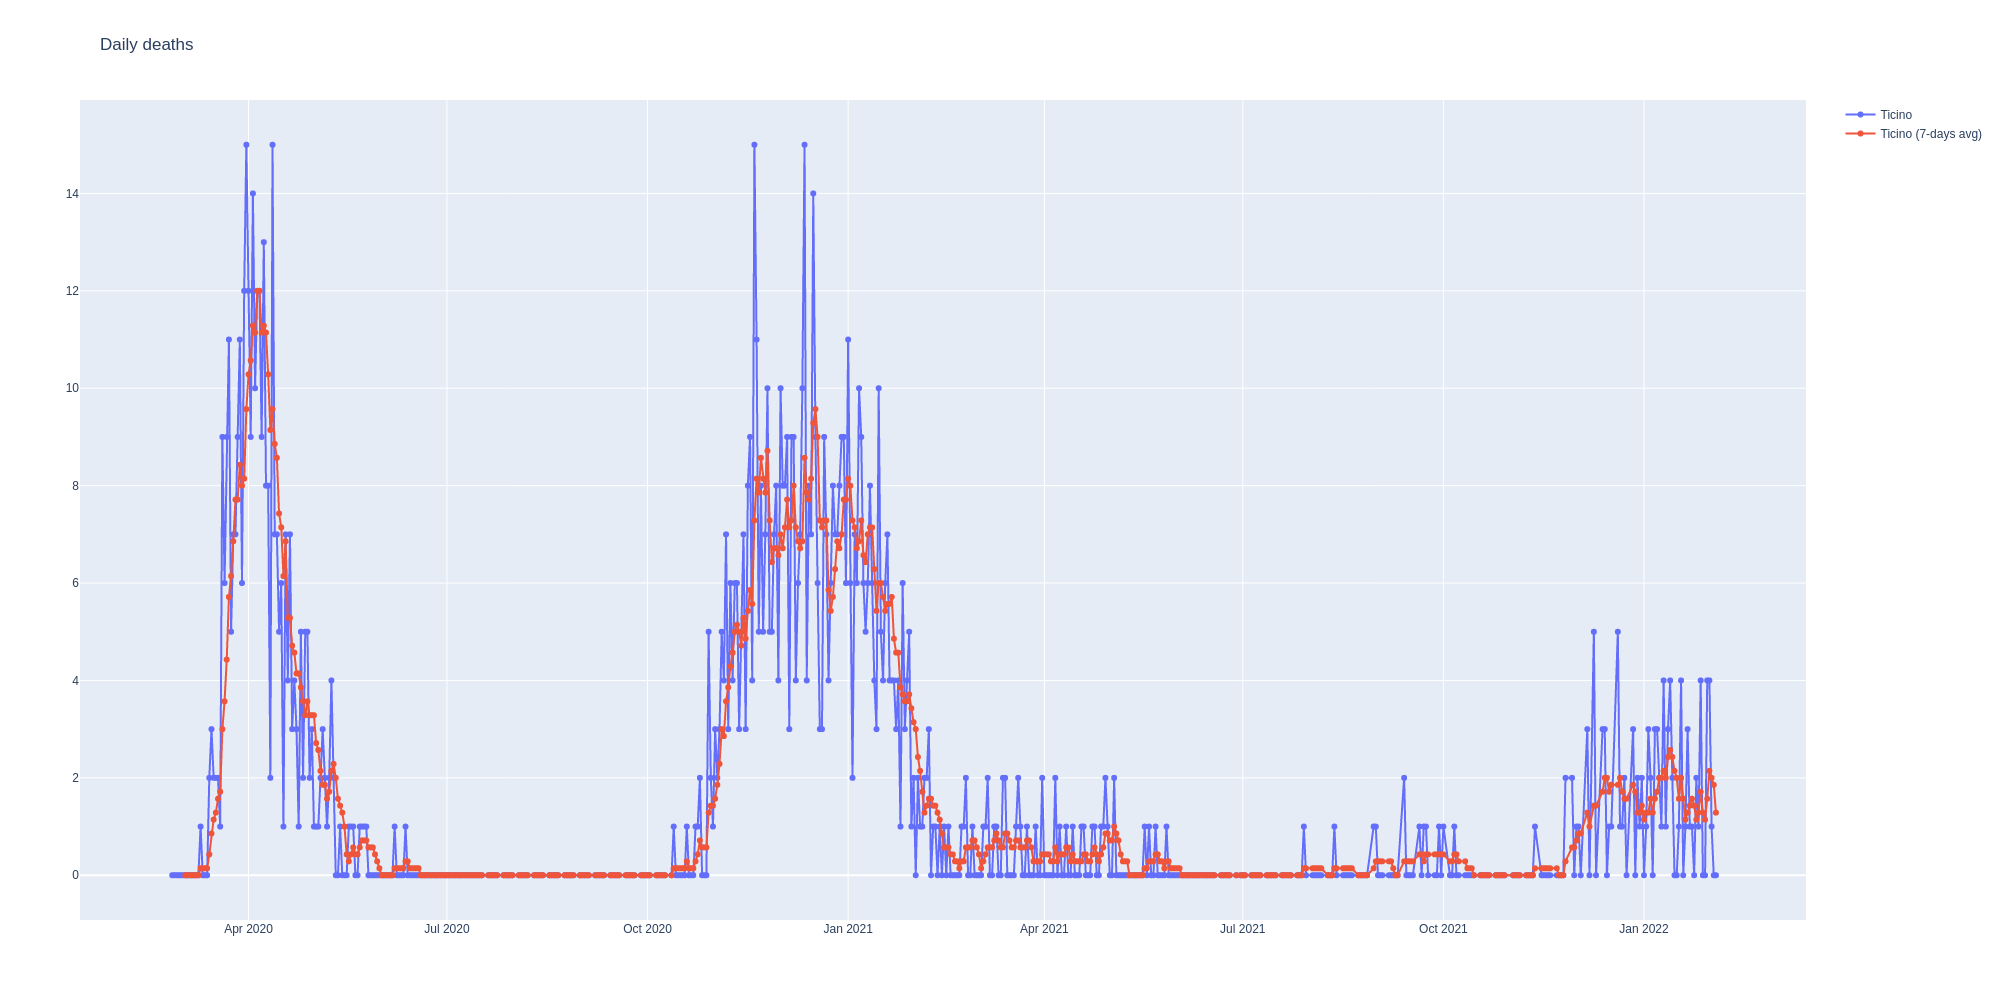 Daily deaths
Ticino
Ticino (7-days avg)
14
12
10
8
6
4
2
0
Apr 2020
Jul 2020
Oct 2020
Jan 2021
Apr 2021
Jul 2021
Oct 2021
Jan 2022